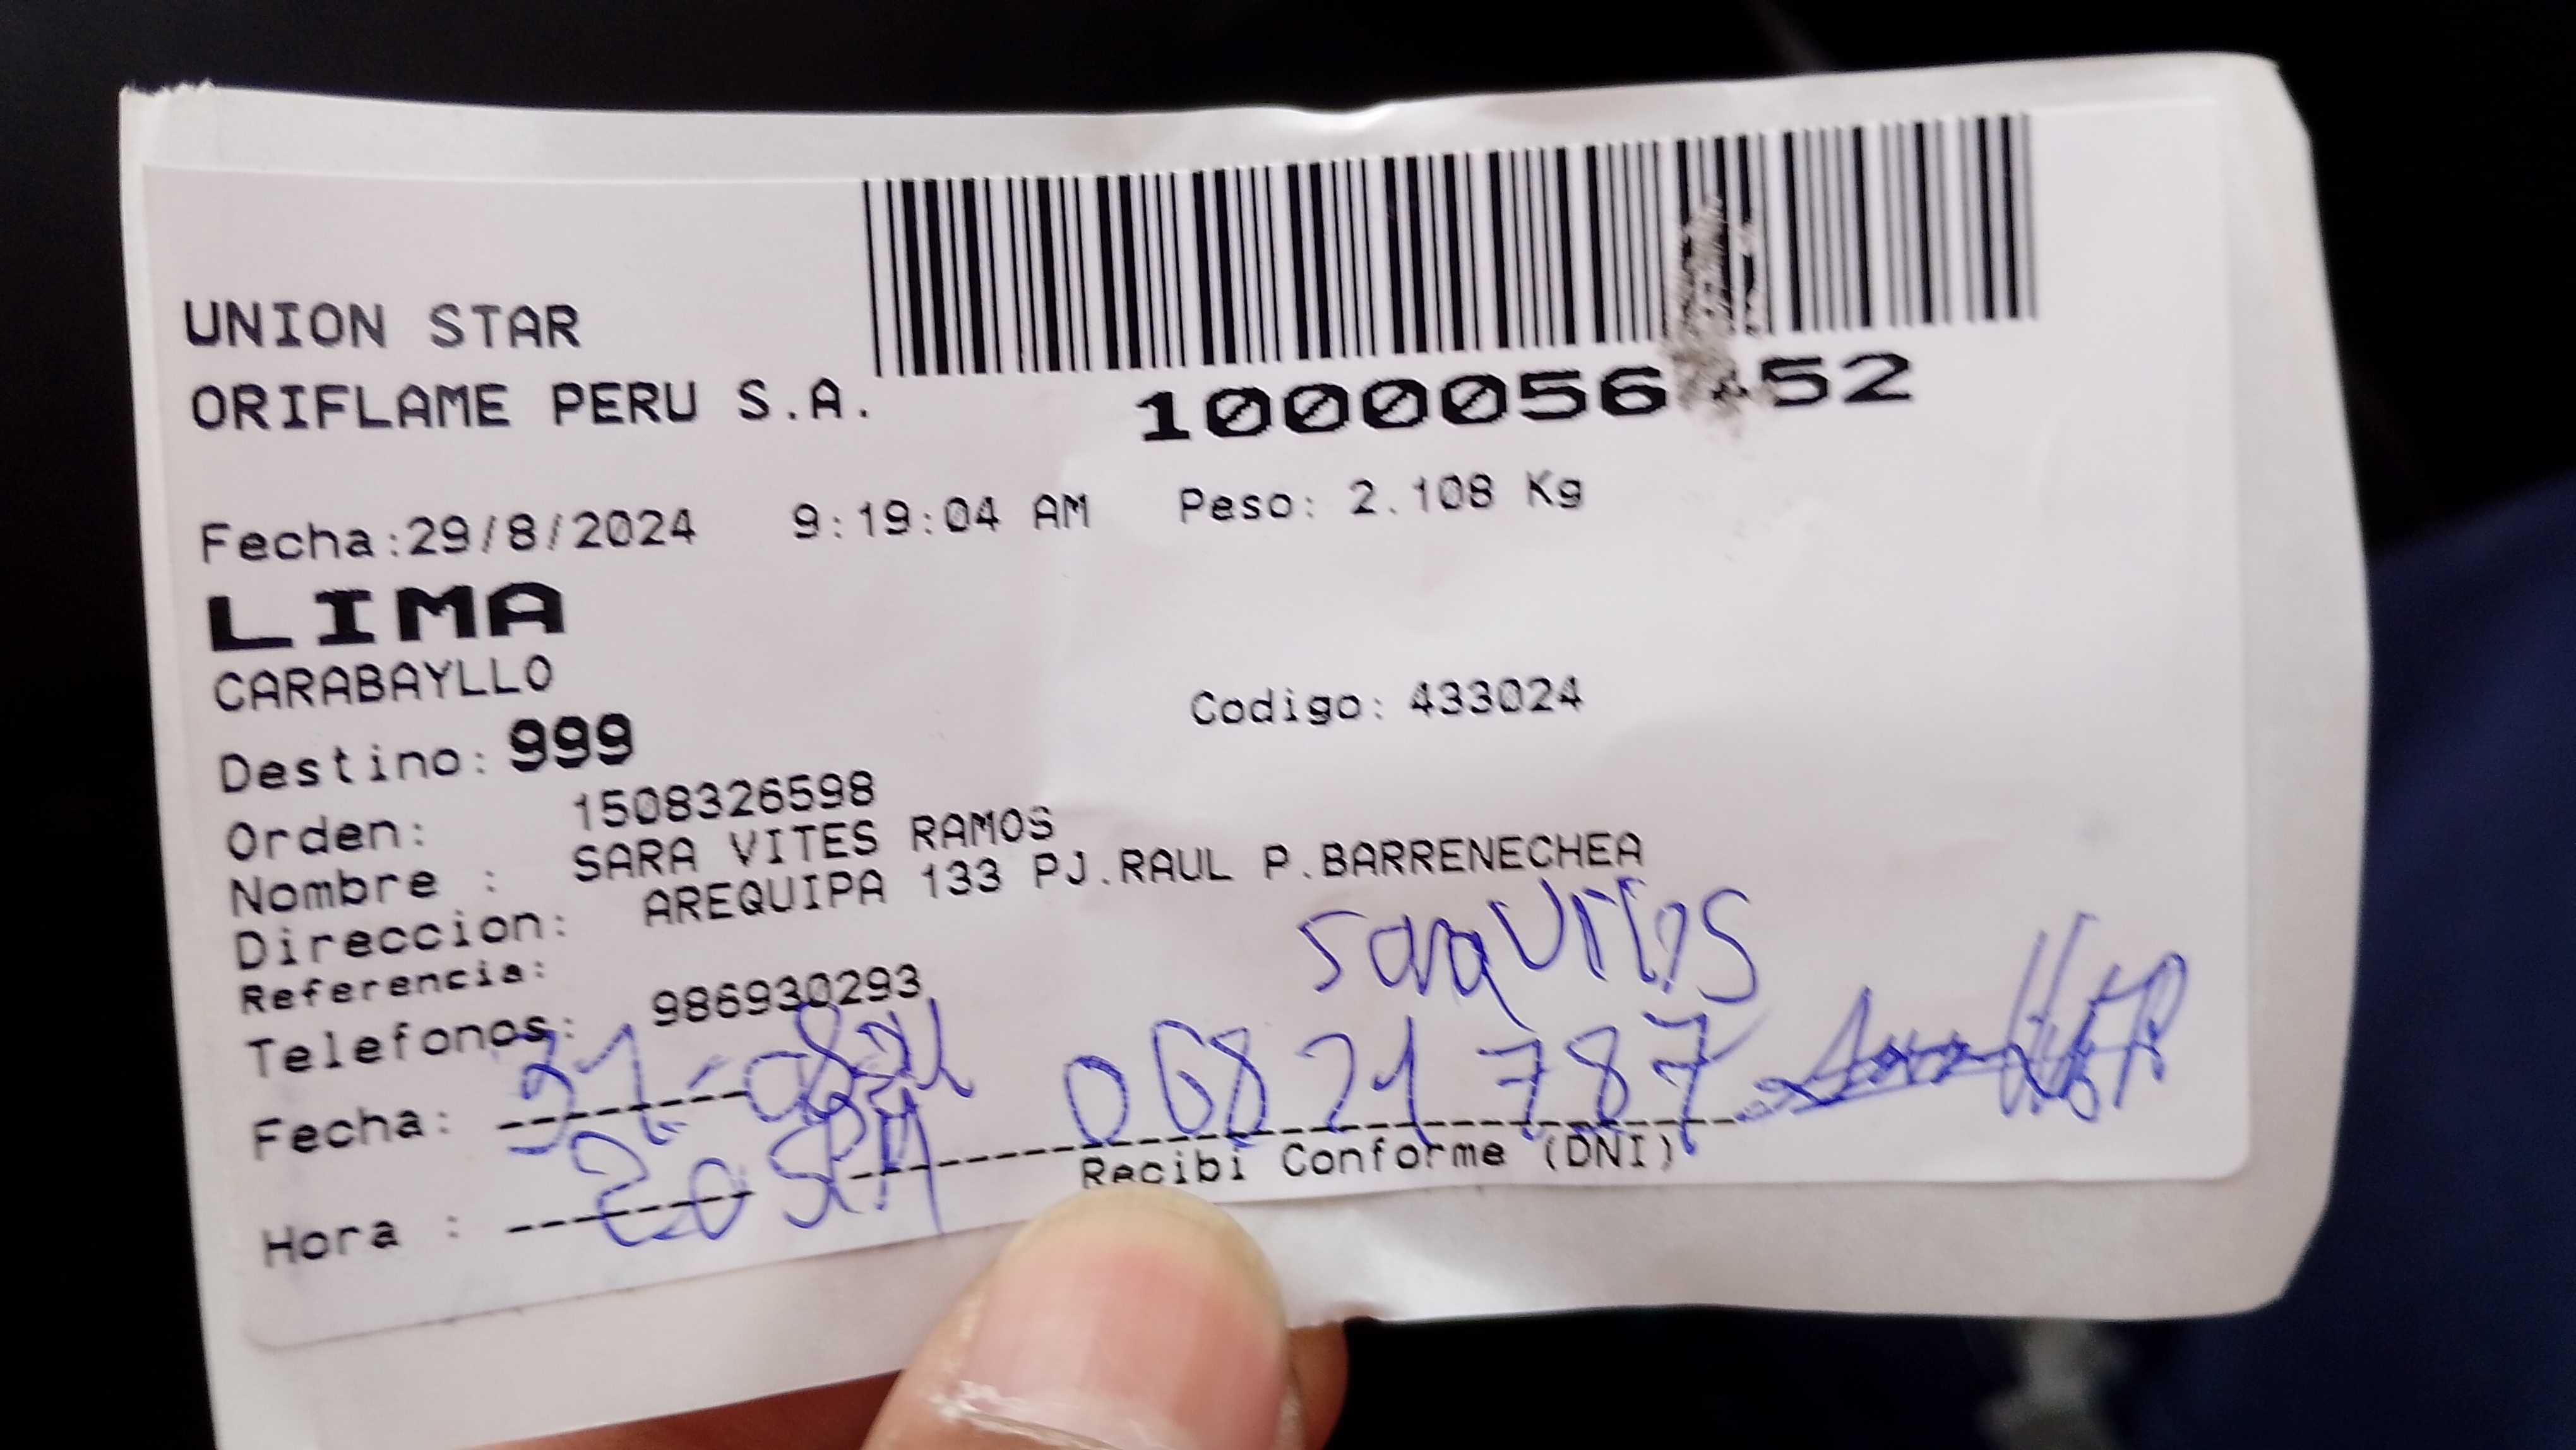 UNION STAR
ORIFLAME PERU S.A.
Fecha:29/8/2024 9:19:04 AM Peso: 2.108 Kg
LIMA
CARABAYLLO
Codigo: 433024
Destino: 999
Orden: 1508326598
Nombre : SARA VITES RAMOS
Direccion: AREQUIPA 133 PJ.RAUL P.BARRENECHEA
Referencia:
sara Vites
Telefonos: 986930293
Fecha: 06821787
Recibi Conforme (DNI)
Hora :